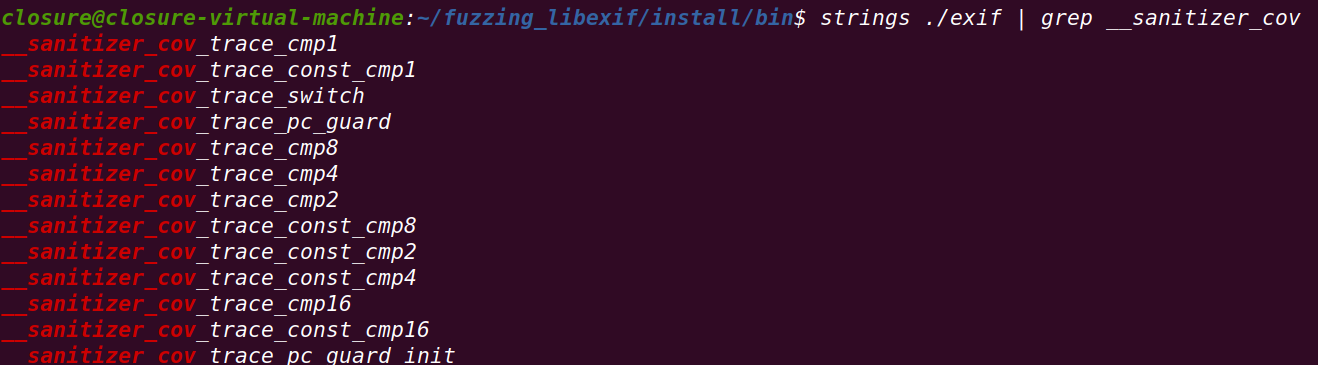 closure@closure-virtual-machine:~/fuzzing_libexif/install/bin$ strings ./exif | grep __sanitizer_cov
__sanitizer_cov_trace_cmp1
__sanitizer_cov_trace_const_cmp1
__sanitizer_cov_trace_switch
__sanitizer_cov_trace_pc_guard
__sanitizer_cov_trace_cmp8
__sanitizer_cov_trace_cmp4
__sanitizer_cov_trace_cmp2
__sanitizer_cov_trace_const_cmp8
__sanitizer_cov_trace_const_cmp2
__sanitizer_cov_trace_const_cmp4
__sanitizer_cov_trace_cmp16
__sanitizer_cov_trace_const_cmp16
__sanitizer_cov_trace_pc_guard_init